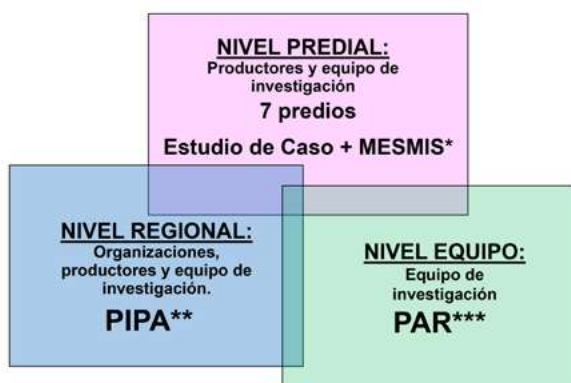 NIVEL PREDIAL:
Productores y equipo de
investigación
7 predios
Estudio de Caso + MESMIS*
NIVEL REGIONAL:
Organizaciones,
productores y equipo de
investigación.
PIPA**
NIVEL EQUIPO:
Equipo de
investigación
PAR***